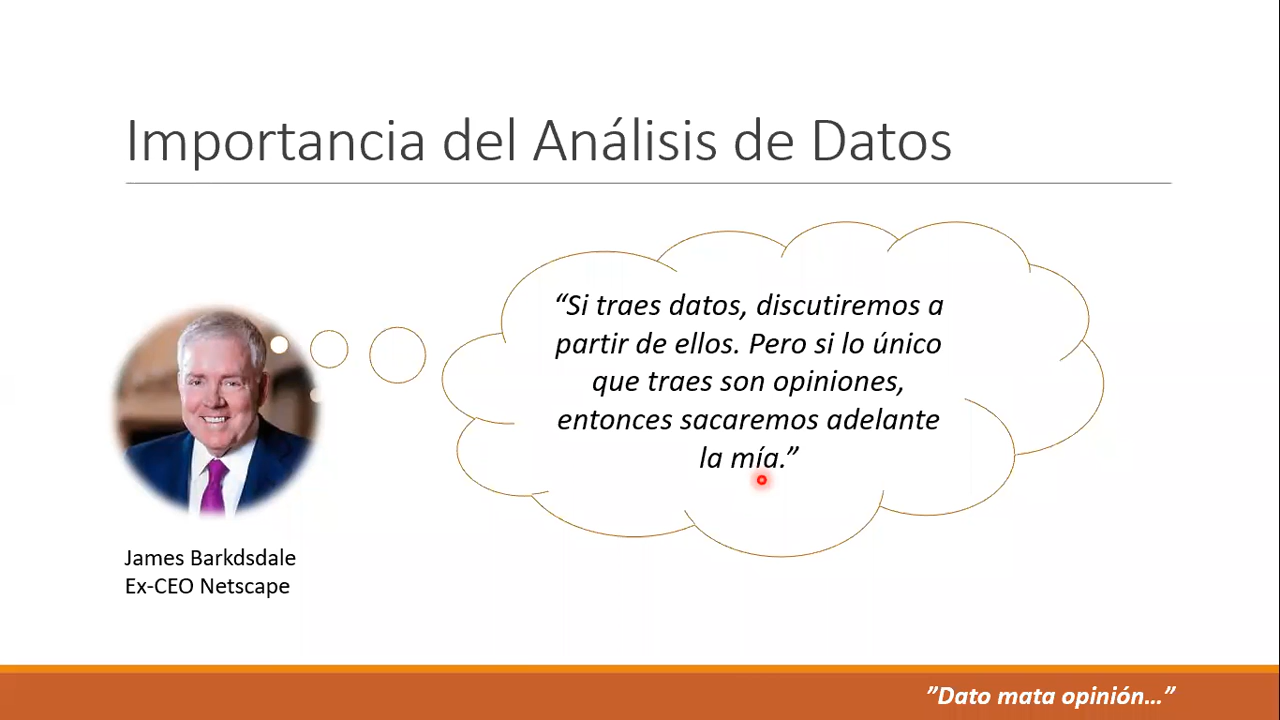 Importancia del Análisis de Datos
“Si traes datos, discutiremos a
partir de ellos. Pero si lo único
que traes son opiniones,
entonces sacaremos adelante
la mía.”
James Barkdsdale
Ex-CEO Netscape
”Dato mata opinión...”